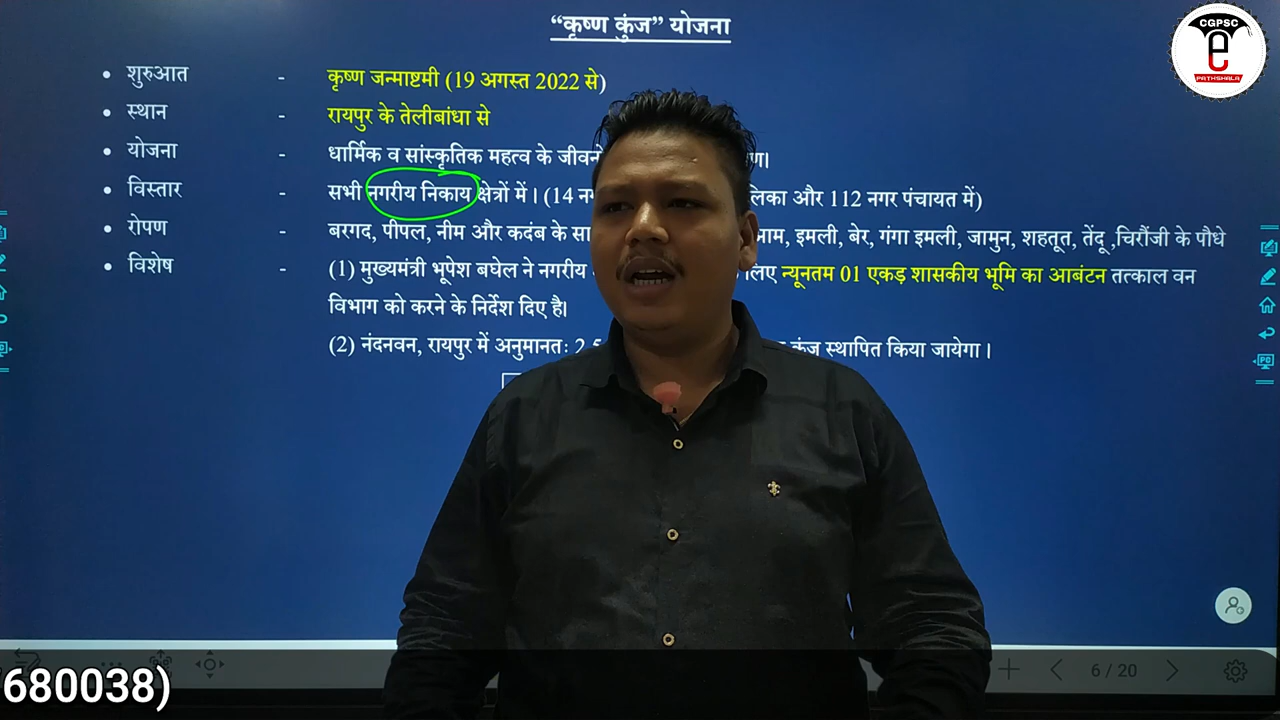 “कृष्ण कुंज” योजना
CGPSC
e
PATHSHALA
• शुरुआत - कृष्ण जन्माष्टमी (19 अगस्त 2022 से)
• स्थान - रायपुर के तेलीबांधा से
• योजना - धार्मिक व सांस्कृतिक महत्व के
• विस्तार - सभी नगरीय निकाय क्षेत्रों में। (14 और 112 नगर पंचायत में)
• रोपण - बरगद, पीपल, नीम और कदंब के इमली, बेर, गंगा इमली, जामुन, शहतूत, तेंदू ,चिरौंजी के पौधे
• विशेष - (1) मुख्यमंत्री भूपेश बघेल ने नगरीय लिए न्यूनतम 01 एकड़ शासकीय भूमि का आबंटन तत्काल वन
विभाग को करने के निर्देश दिए है।
(2) नंदनवन, रायपुर में अनुमानतः कुंज स्थापित किया जायेगा।
6 / 20
680038)